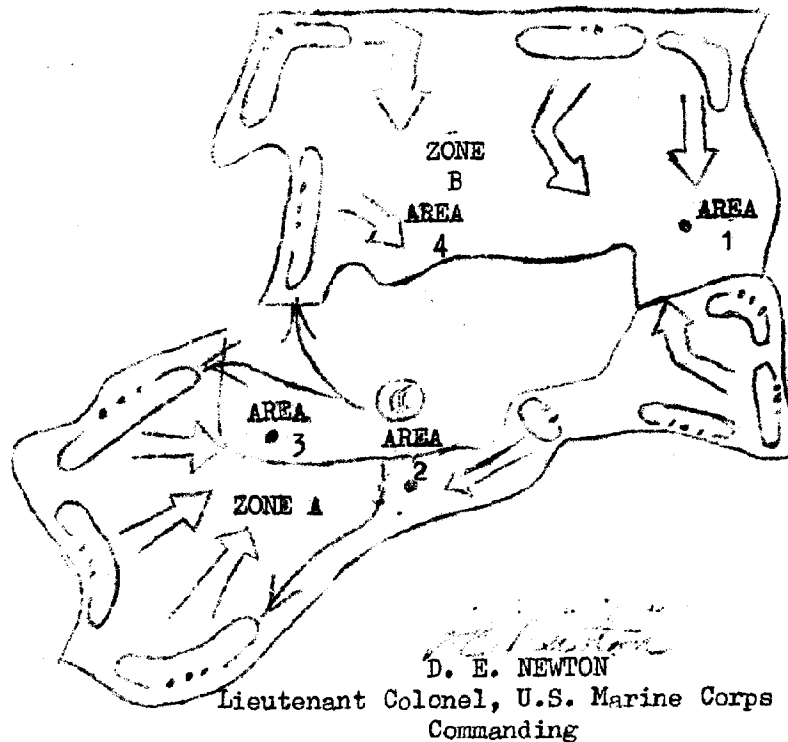 ZONE
B
AREA
4
AREA
1
AREA
3
AREA
2
ZONE A
D. E. NEWTON
Lieutenant Colonel, U.S. Marine Corps
Commanding